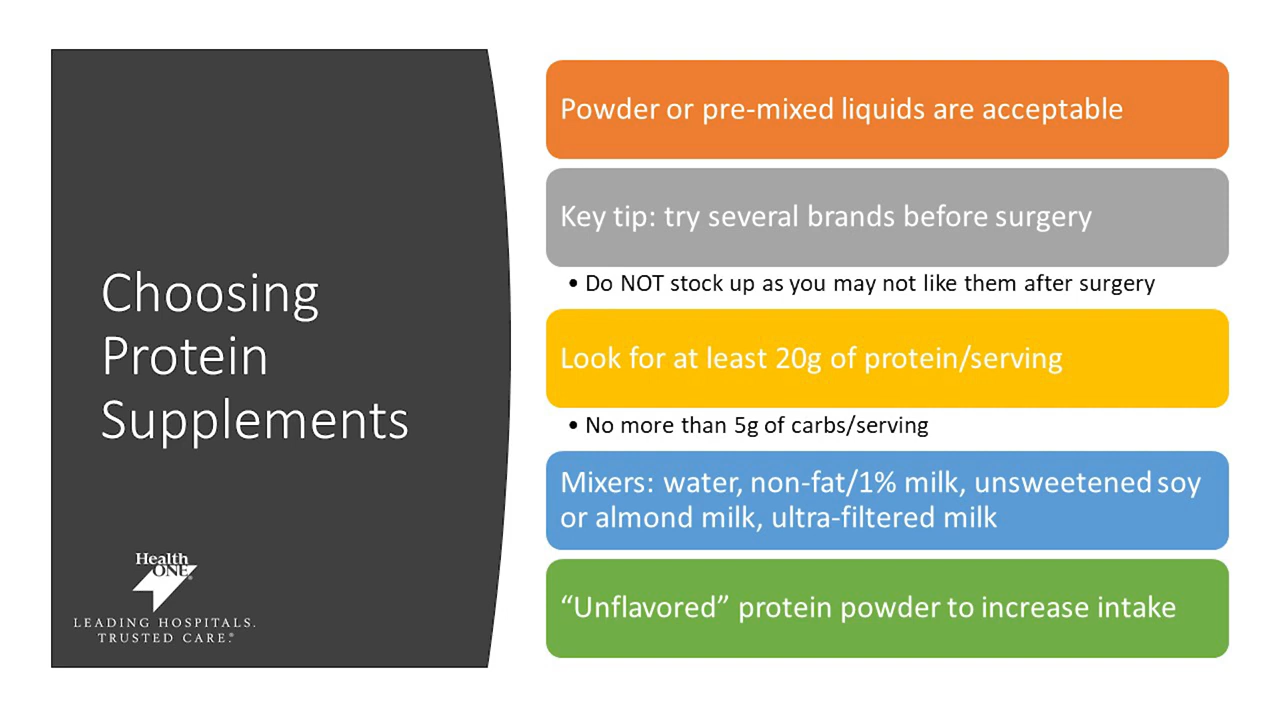 Choosing
Protein
Supplements
Health
ONE®
LEADING HOSPITALS.
TRUSTED CARE.®
Powder or pre-mixed liquids are acceptable
Key tip: try several brands before surgery
• Do NOT stock up as you may not like them after surgery
Look for at least 20g of protein/serving
• No more than 5g of carbs/serving
Mixers: water, non-fat/1% milk, unsweetened soy
or almond milk, ultra-filtered milk
“Unflavored” protein powder to increase intake